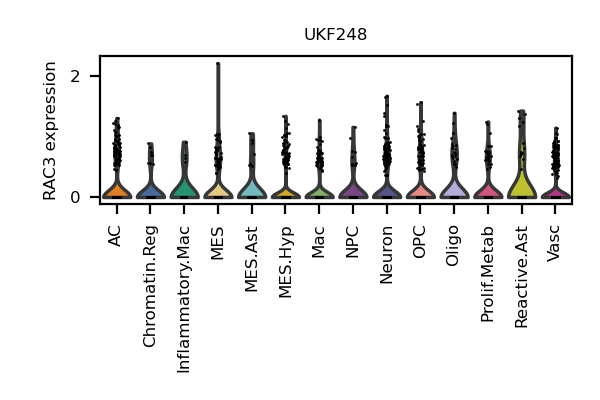 UKF248
RAC3 expression
2
0
AC
Chromatin.Reg
Inflammatory.Mac
MES
MES.Ast
MES.Hyp
Mac
NPC
Neuron
OPC
Oligo
Prolif.Metab
Reactive.Ast
Vasc